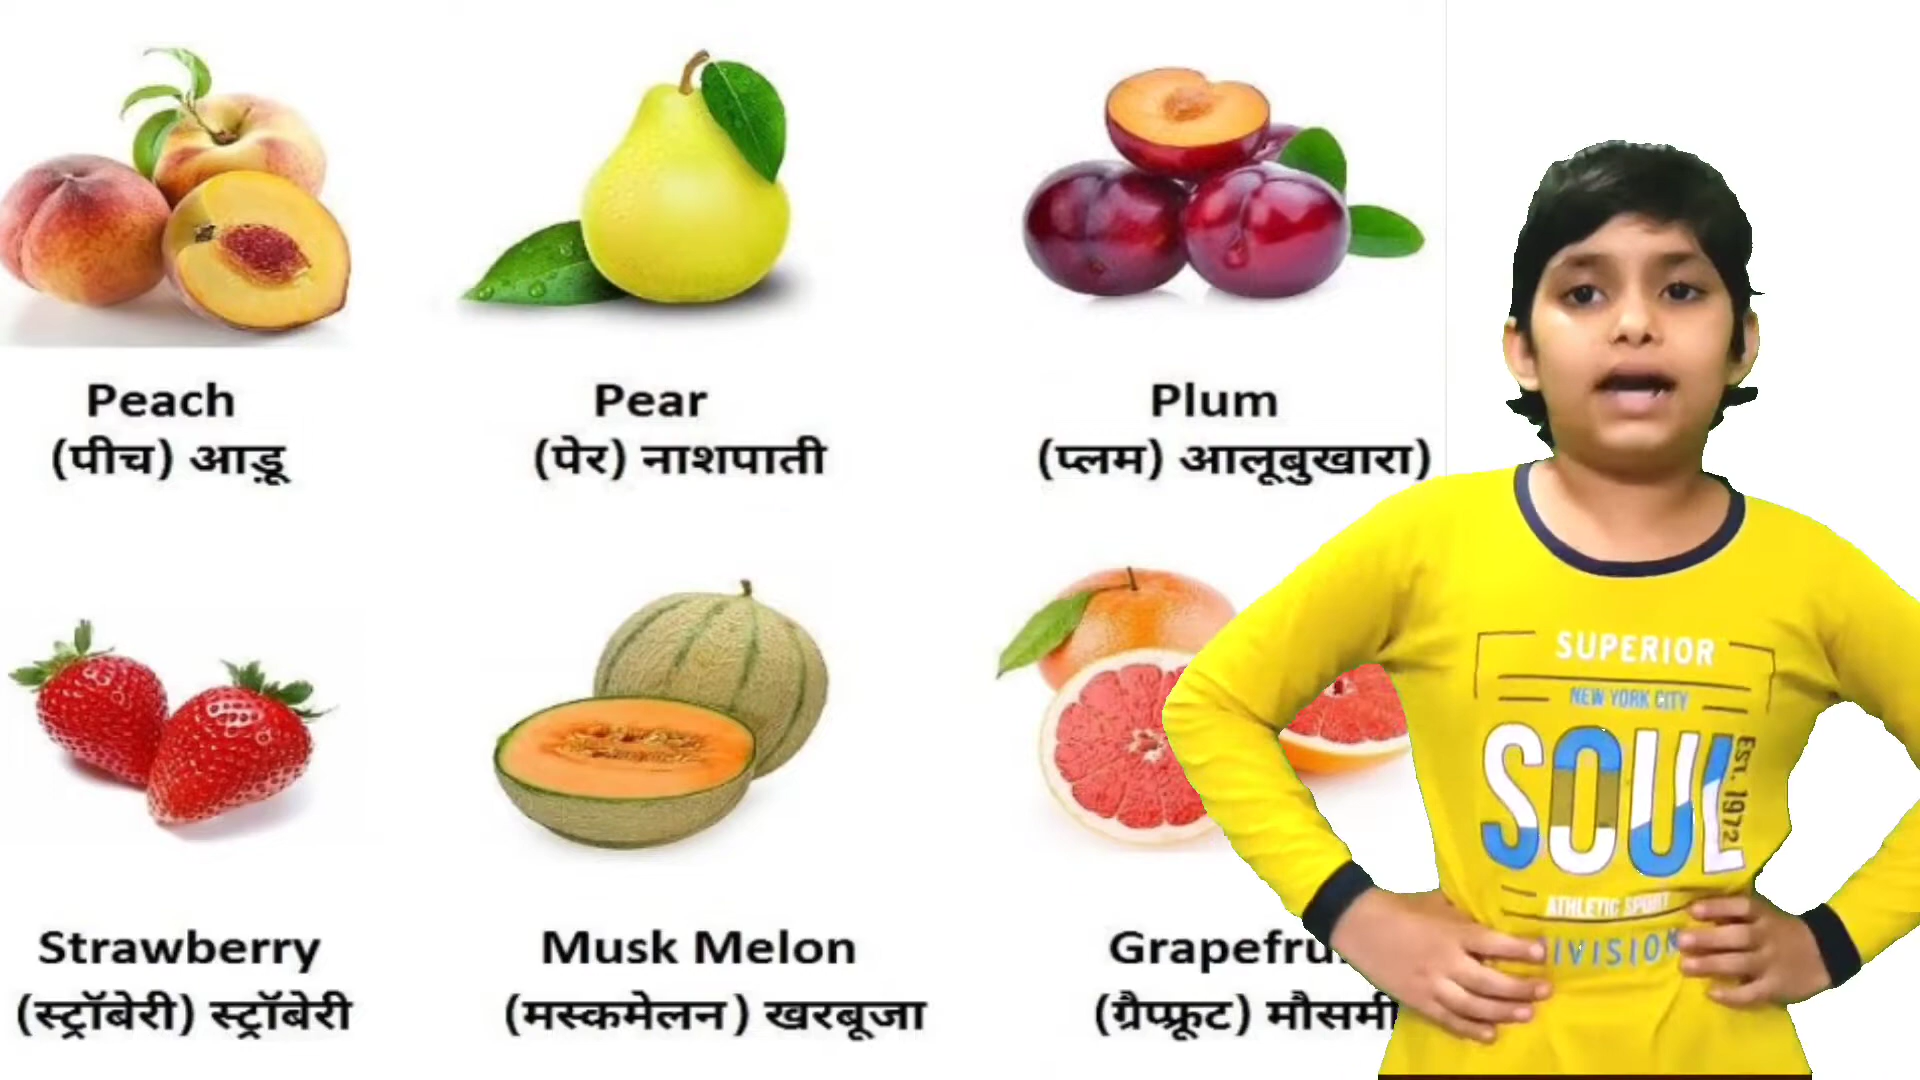 Peach
(पीच) आड़ू
Pear
(पेर) नाशपाती
Plum
(प्लम) आलूबुखारा)
Strawberry
(स्ट्रॉबेरी) स्ट्रॉबेरी
Musk Melon
(मस्कमेलन) खरबूजा
(ग्रैफ्रूट) मौसमी
SUPERIOR
NEW YORK CITY
SOUL
EST. 1972
ATHLETIC SPORT